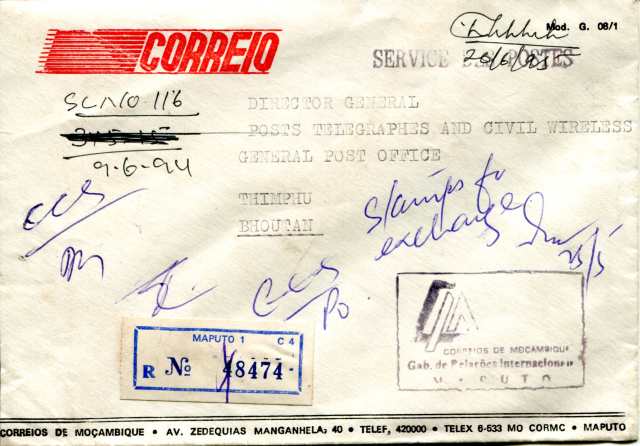 CORREIO
Mod. G. 08/1
SERVICE DES POSTES
DIRECTOR GENERAL
POSTS TELEGRAPHES AND CIVIL WIRELESS
GENERAL POST OFFICE
THIMPHU
BHOUTAN
9-6-94
Stamps for
exchange
MAPUTO 1 C 4
R Nº 48474
CORREIOS DE MOÇAMBIQUE
Gab. de Relações Internacionais
MAPUTO
CORREIOS DE MOÇAMBIQUE • AV. ZEDEQUIAS MANGANHELA, 40 • TELEF, 420000 • TELEX 6-533 MO CORMC • MAPUTO